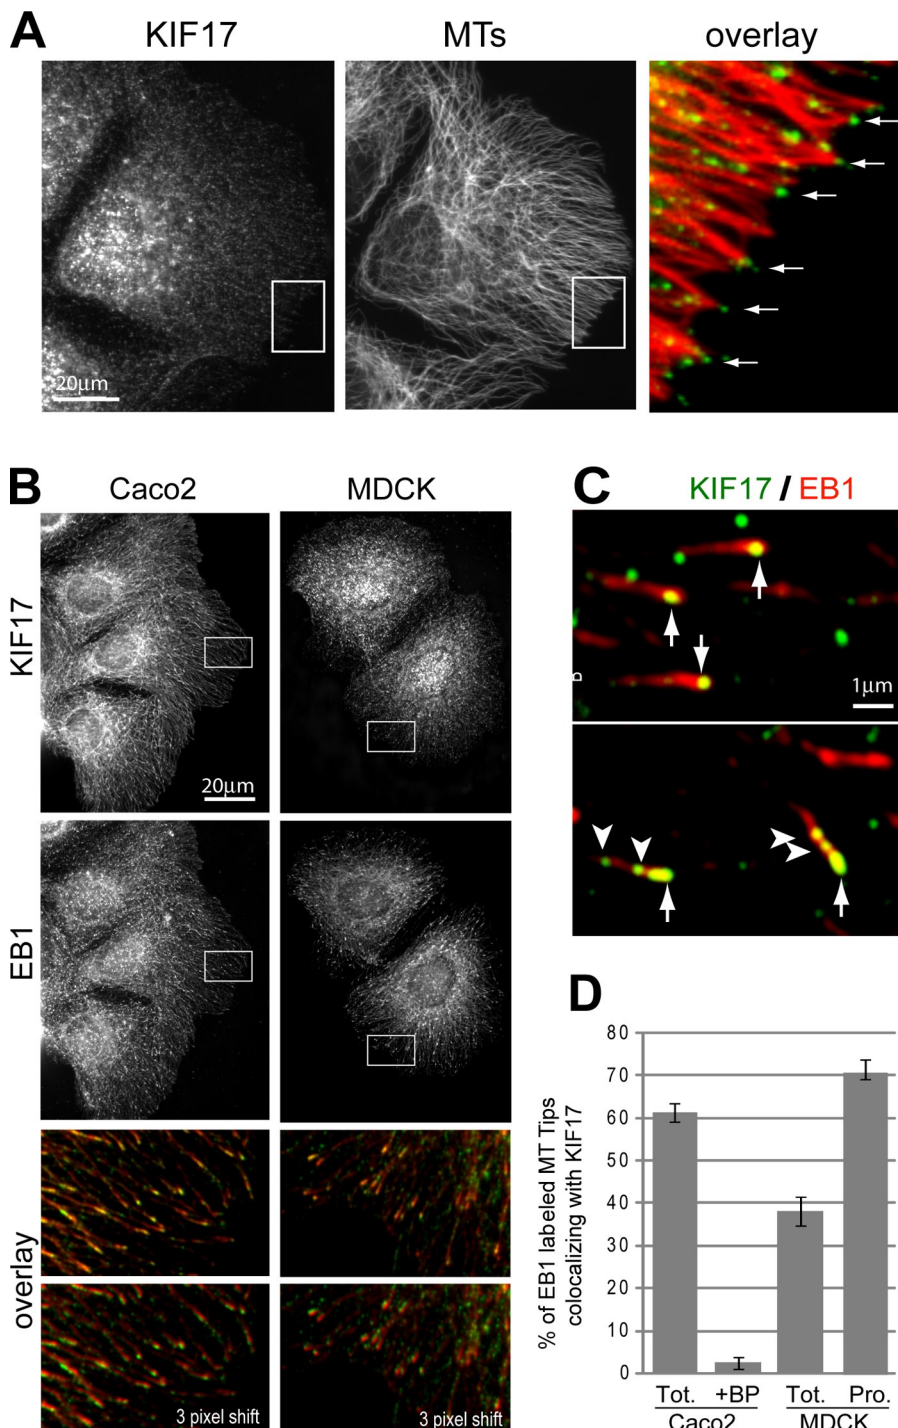 A
KIF17 MTs overlay
20μm
B
Caco2 MDCK
KIF17
20μm
EB1
overlay
3 pixel shift 3 pixel shift
C
KIF17 / EB1
1μm
D
% of EB1 labeled MT Tips
colocalizing with KIF17
80
70
60
50
40
30
20
10
0
Tot. +BP Tot. Pro.
Caco2 MDCK